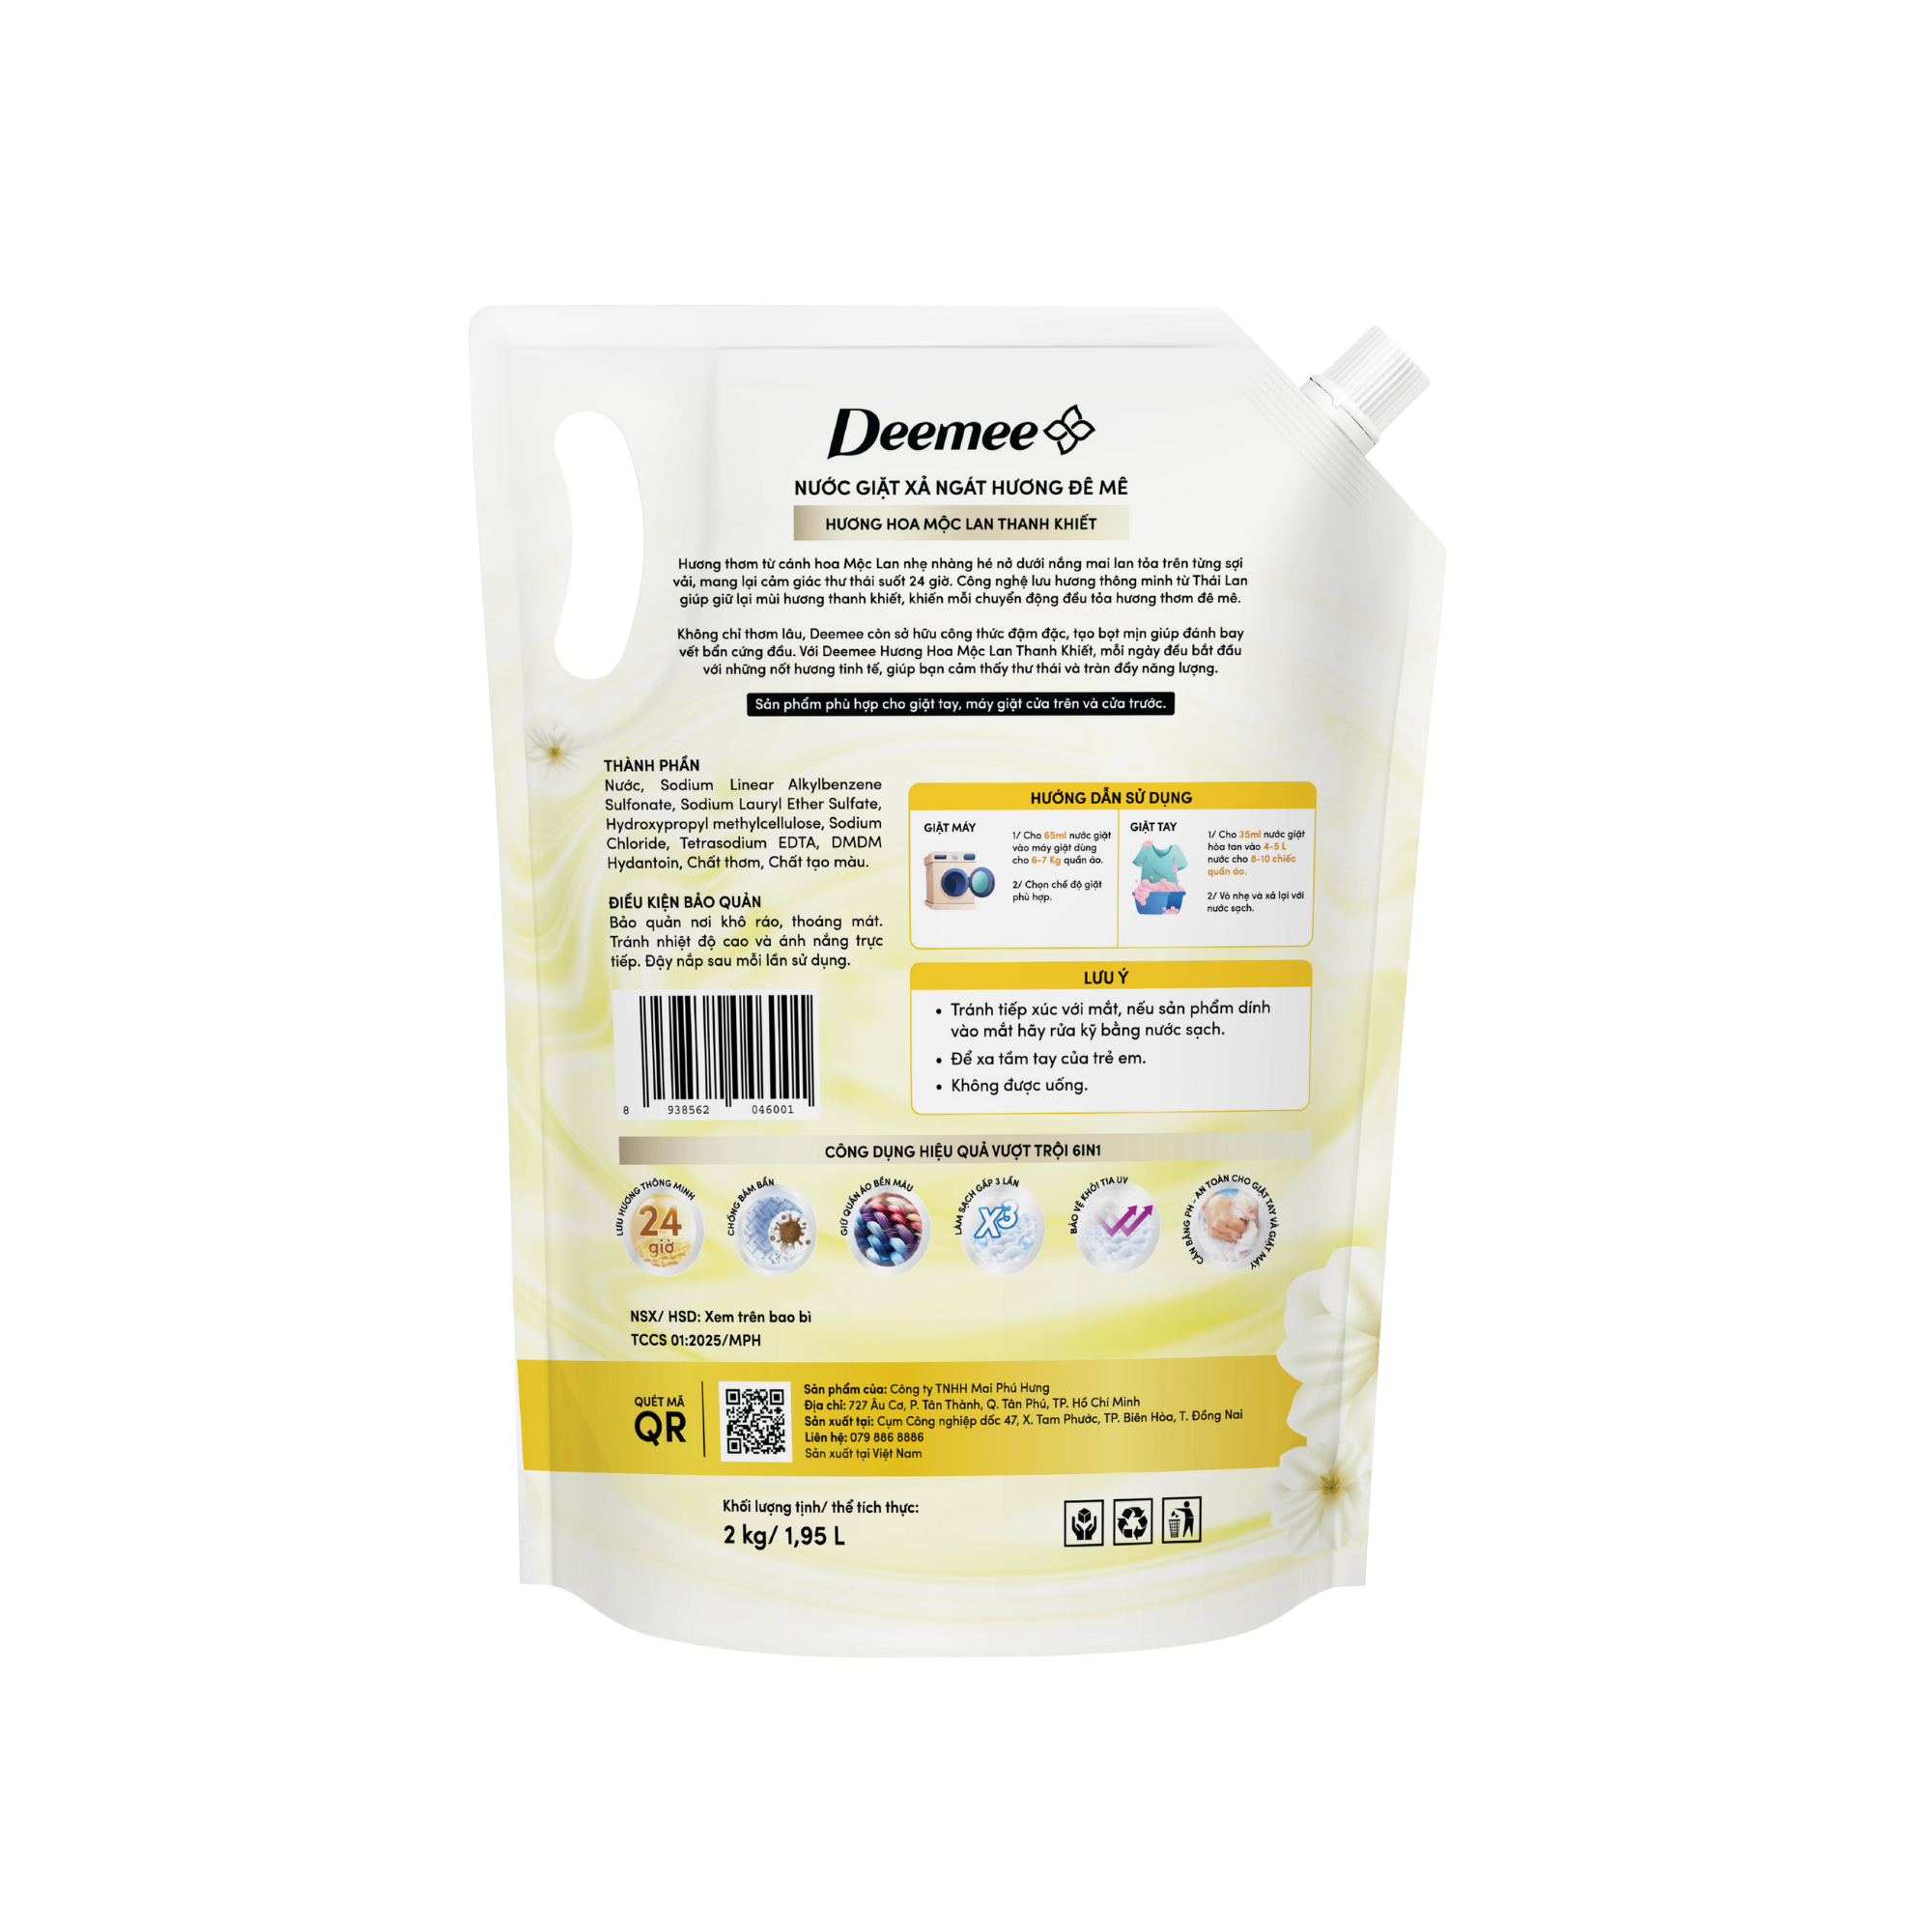 Deemee
NƯỚC GIẶT XẢ NGÁT HƯƠNG ĐÊ MÊ
HƯƠNG HOA MỘC LAN THANH KHIẾT
Hương thơm từ cánh hoa Mộc Lan nhẹ nhàng hé nở dưới nắng mai lan tỏa trên từng sợi
vải, mang lại cảm giác thư thái suốt 24 giờ. Công nghệ lưu hương thông minh từ Thái Lan
giúp giữ lại mùi hương thanh khiết, khiến mỗi chuyển động đều tỏa hương thơm đê mê.
Không chỉ thơm lâu, Deemee còn sở hữu công thức đậm đặc, tạo bọt mịn giúp đánh bay
vết bẩn cứng đầu. Với Deemee Hương Hoa Mộc Lan Thanh Khiết, mỗi ngày đều bắt đầu
với những nốt hương tinh tế, giúp bạn cảm thấy thư thái và tràn đầy năng lượng.
Sản phẩm phù hợp cho giặt tay, máy giặt cửa trên và cửa trước.
THÀNH PHẦN
Nước, Sodium Linear Alkylbenzene
Sulfonate, Sodium Lauryl Ether Sulfate,
Hydroxypropyl methylcellulose, Sodium
Chloride, Tetrasodium EDTA, DMDM
Hydantoin, Chất thơm, Chất tạo màu.
ĐIỀU KIỆN BẢO QUẢN
Bảo quản nơi khô ráo, thoáng mát.
Tránh nhiệt độ cao và ánh nắng trực
tiếp. Đậy nắp sau mỗi lần sử dụng.
8 938562 046001
HƯỚNG DẪN SỬ DỤNG
GIẶT MÁY
1/ Cho 65ml nước giặt
vào máy giặt dùng
cho 6-7 Kg quần áo.
2/ Chọn chế độ giặt
phù hợp.
GIẶT TAY
1/ Cho 35ml nước giặt
hòa tan vào 4-5 L
nước cho 8-10 chiếc
quần áo.
2/ Vò nhẹ và xả lại với
nước sạch.
LƯU Ý
• Tránh tiếp xúc với mắt, nếu sản phẩm dính
vào mắt hãy rửa kỹ bằng nước sạch.
• Để xa tầm tay của trẻ em.
• Không được uống.
CÔNG DỤNG HIỆU QUẢ VƯỢT TRỘI 6IN1
LƯU HƯƠNG THÔNG MINH
24
giờ
CHỐNG BÁM BẨN
GIỮ QUẦN ÁO BỀN MÀU
LÀM SẠCH GẤP 3 LẦN
X3
BẢO VỆ KHỎI TIA UV
CÂN BẰNG PH - AN TOÀN CHO GIẶT TAY VÀ GIẶT MÁY
NSX/ HSD: Xem trên bao bì
TCCS 01:2025/MPH
QUÉT MÃ
QR
Sản phẩm của: Công ty TNHH Mai Phú Hưng
Địa chỉ: 727 Âu Cơ, P. Tân Thành, Q. Tân Phú, TP. Hồ Chí Minh
Sản xuất tại: Cụm Công nghiệp dốc 47, X. Tam Phước, TP. Biên Hòa, T. Đồng Nai
Liên hệ: 079 886 8886
Sản xuất tại Việt Nam
Khối lượng tịnh/ thể tích thực:
2 kg/ 1,95 L